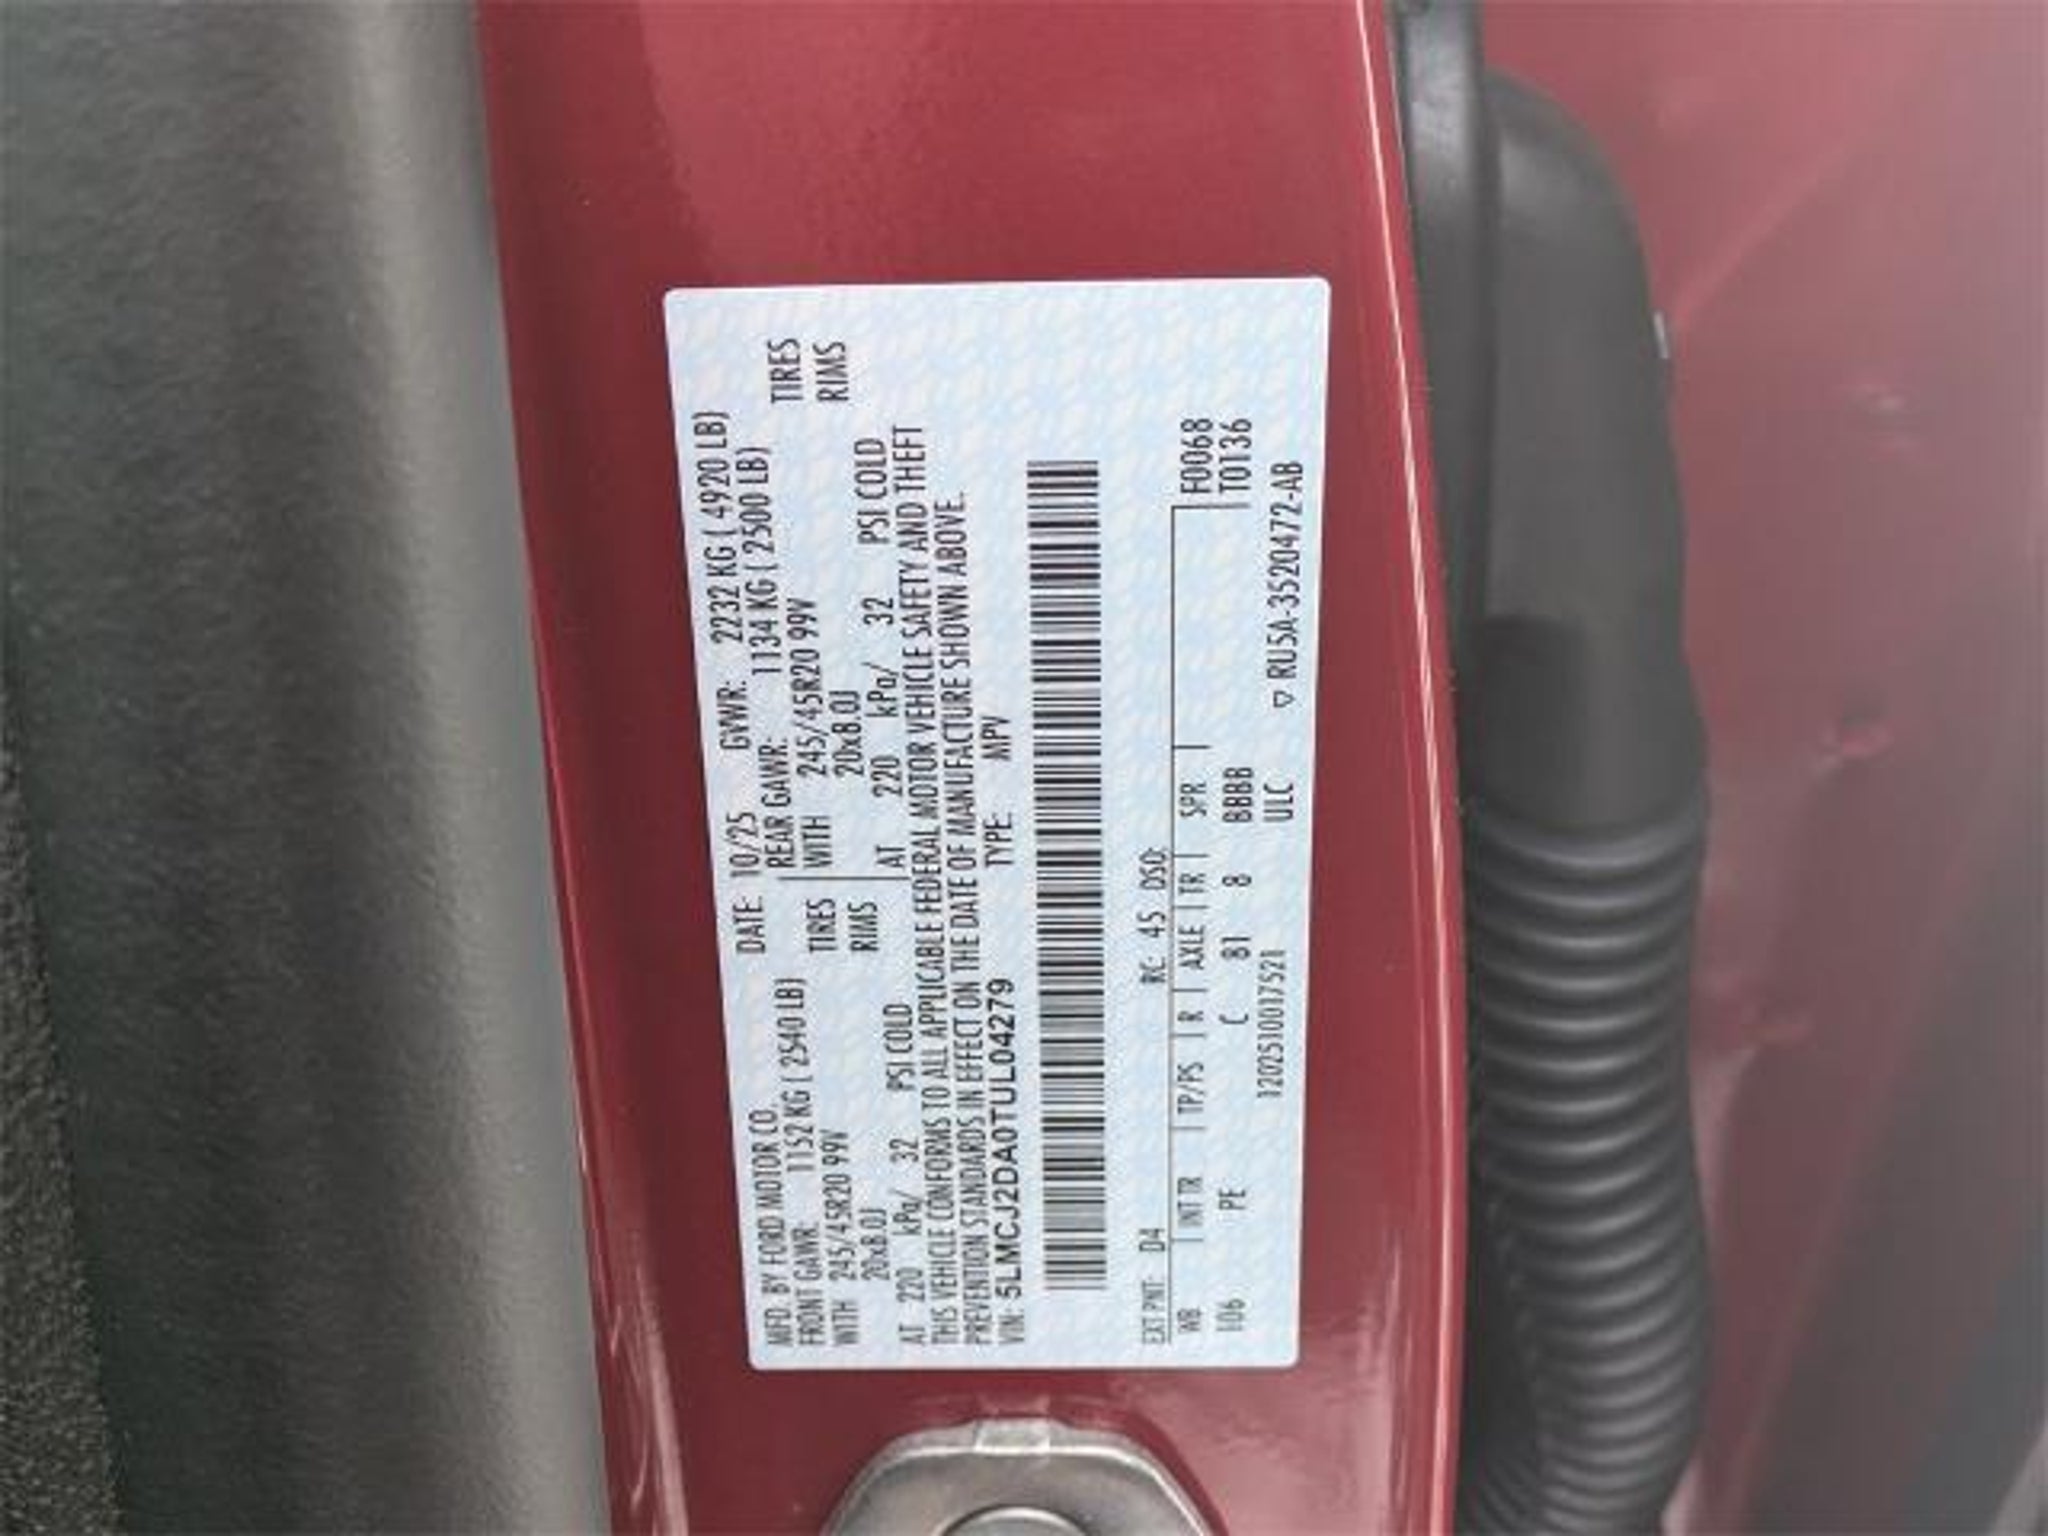 MFD. BY FORD MOTOR CO. DATE: 10/25 GVWR: 2232 KG ( 4920 LB)
FRONT GAWR: 1152 KG ( 2540 LB) REAR GAWR: 1134 KG ( 2500 LB)
WITH 245/45R20 99V TIRES WITH 245/45R20 99V TIRES
20x8.0J RIMS 20x8.0J RIMS
AT 220 kPa/ 32 PSI COLD AT 220 kPa/ 32 PSI COLD
THIS VEHICLE CONFORMS TO ALL APPLICABLE FEDERAL MOTOR VEHICLE SAFETY AND THEFT
PREVENTION STANDARDS IN EFFECT ON THE DATE OF MANUFACTURE SHOWN ABOVE.
VIN: 5LMCJ2DA0TUL04279 TYPE: MPV
EXT PNT: D4 RC: 45 DSO:
WB INT TR TP/PS R AXLE TR SPR F0068
106 PE C 81 8 BBBB T0136
1202510017521 ULC ▽ RU5A-3520472-AB